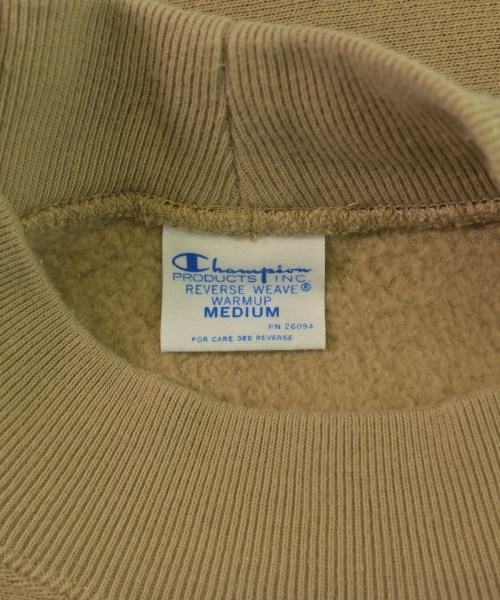 Champion
PRODUCTS INC.
REVERSE WEAVE®
WARMUP
MEDIUM
RN 26094
FOR CARE SEE REVERSE